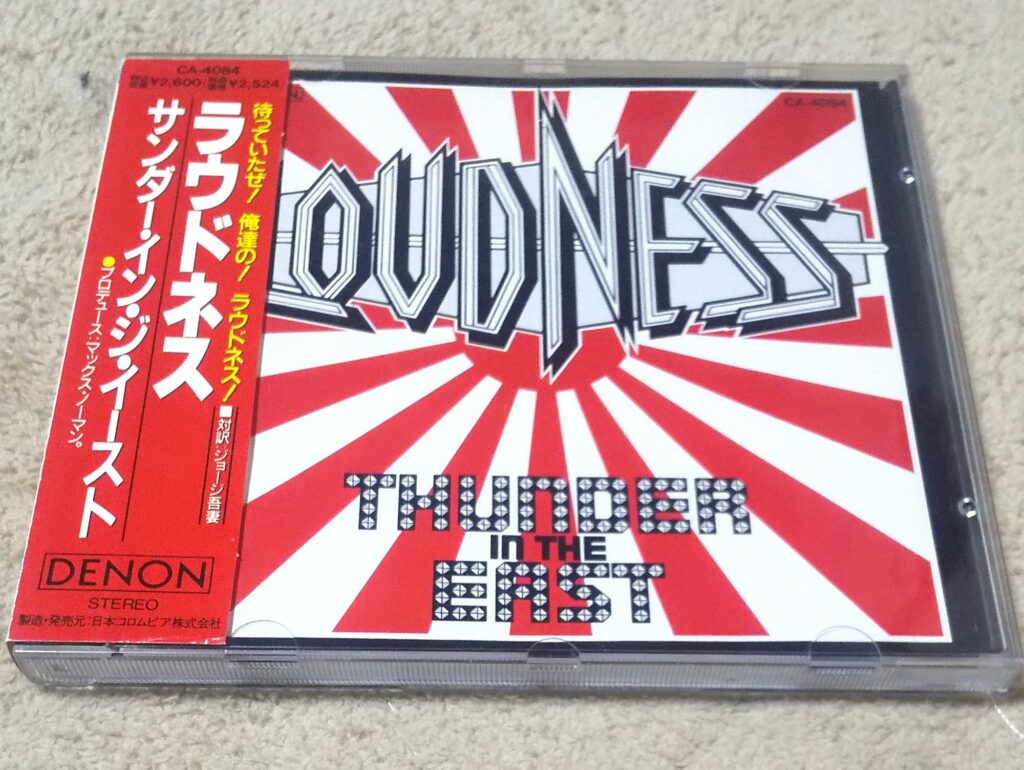 CA-4084
¥2,600 ¥2,524
待っていたぜ! 俺達の! ラウドネス!
■対訳:ジョージ吾妻
ラウドネス
サンダー・イン・ジ・イースト
●プロデュース:マックス・ノーマン。
DENON
STEREO
製造・発売元:日本コロムビア株式会社
CA-4084
LOUDNESS
THUNDER
IN THE
EAST